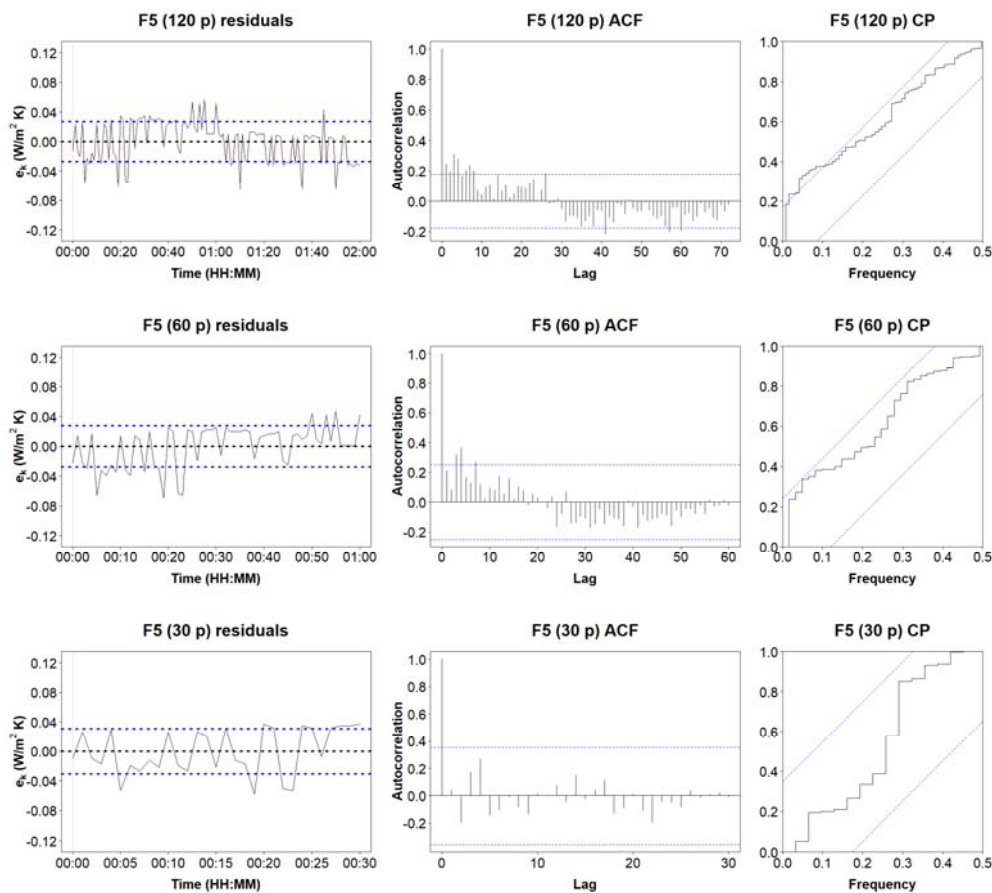 F5 (120 p) residuals
0.12
0.08
0.04
0.00
-0.04
-0.08
-0.12
eₖ (W/m² K)
00:00 00:20 00:40 01:00 01:20 01:40 02:00
Time (HH:MM)
F5 (120 p) ACF
1.0
0.8
0.6
0.4
0.2
0.0
-0.2
Autocorrelation
0 10 20 30 40 50 60 70
Lag
F5 (120 p) CP
1.0
0.8
0.6
0.4
0.2
0.0
0.0 0.1 0.2 0.3 0.4 0.5
Frequency
F5 (60 p) residuals
0.12
0.08
0.04
0.00
-0.04
-0.08
-0.12
eₖ (W/m² K)
00:00 00:10 00:20 00:30 00:40 00:50 01:00
Time (HH:MM)
F5 (60 p) ACF
1.0
0.8
0.6
0.4
0.2
0.0
-0.2
Autocorrelation
0 10 20 30 40 50 60
Lag
F5 (60 p) CP
1.0
0.8
0.6
0.4
0.2
0.0
0.0 0.1 0.2 0.3 0.4 0.5
Frequency
F5 (30 p) residuals
0.12
0.08
0.04
0.00
-0.04
-0.08
-0.12
eₖ (W/m² K)
00:00 00:05 00:10 00:15 00:20 00:25 00:30
Time (HH:MM)
F5 (30 p) ACF
1.0
0.8
0.6
0.4
0.2
0.0
-0.2
Autocorrelation
0 10 20 30
Lag
F5 (30 p) CP
1.0
0.8
0.6
0.4
0.2
0.0
0.0 0.1 0.2 0.3 0.4 0.5
Frequency